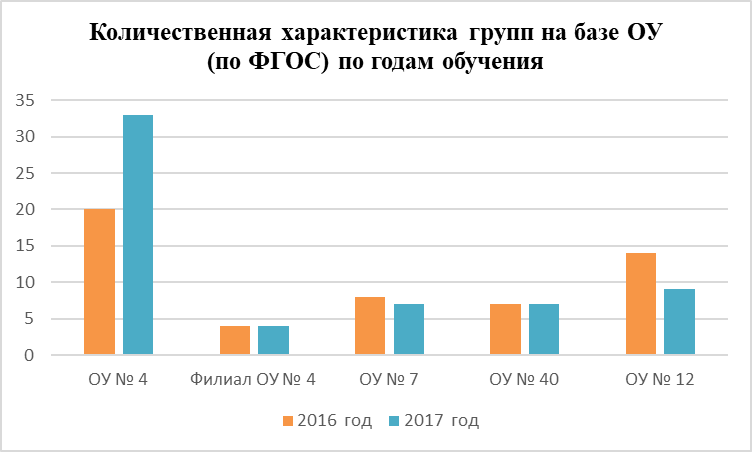 Количественная характеристика групп на базе ОУ
(по ФГОС) по годам обучения
35
30
25
20
15
10
5
0
ОУ № 4 Филиал ОУ № 4 ОУ № 7 ОУ № 40 ОУ № 12
2016 год 2017 год